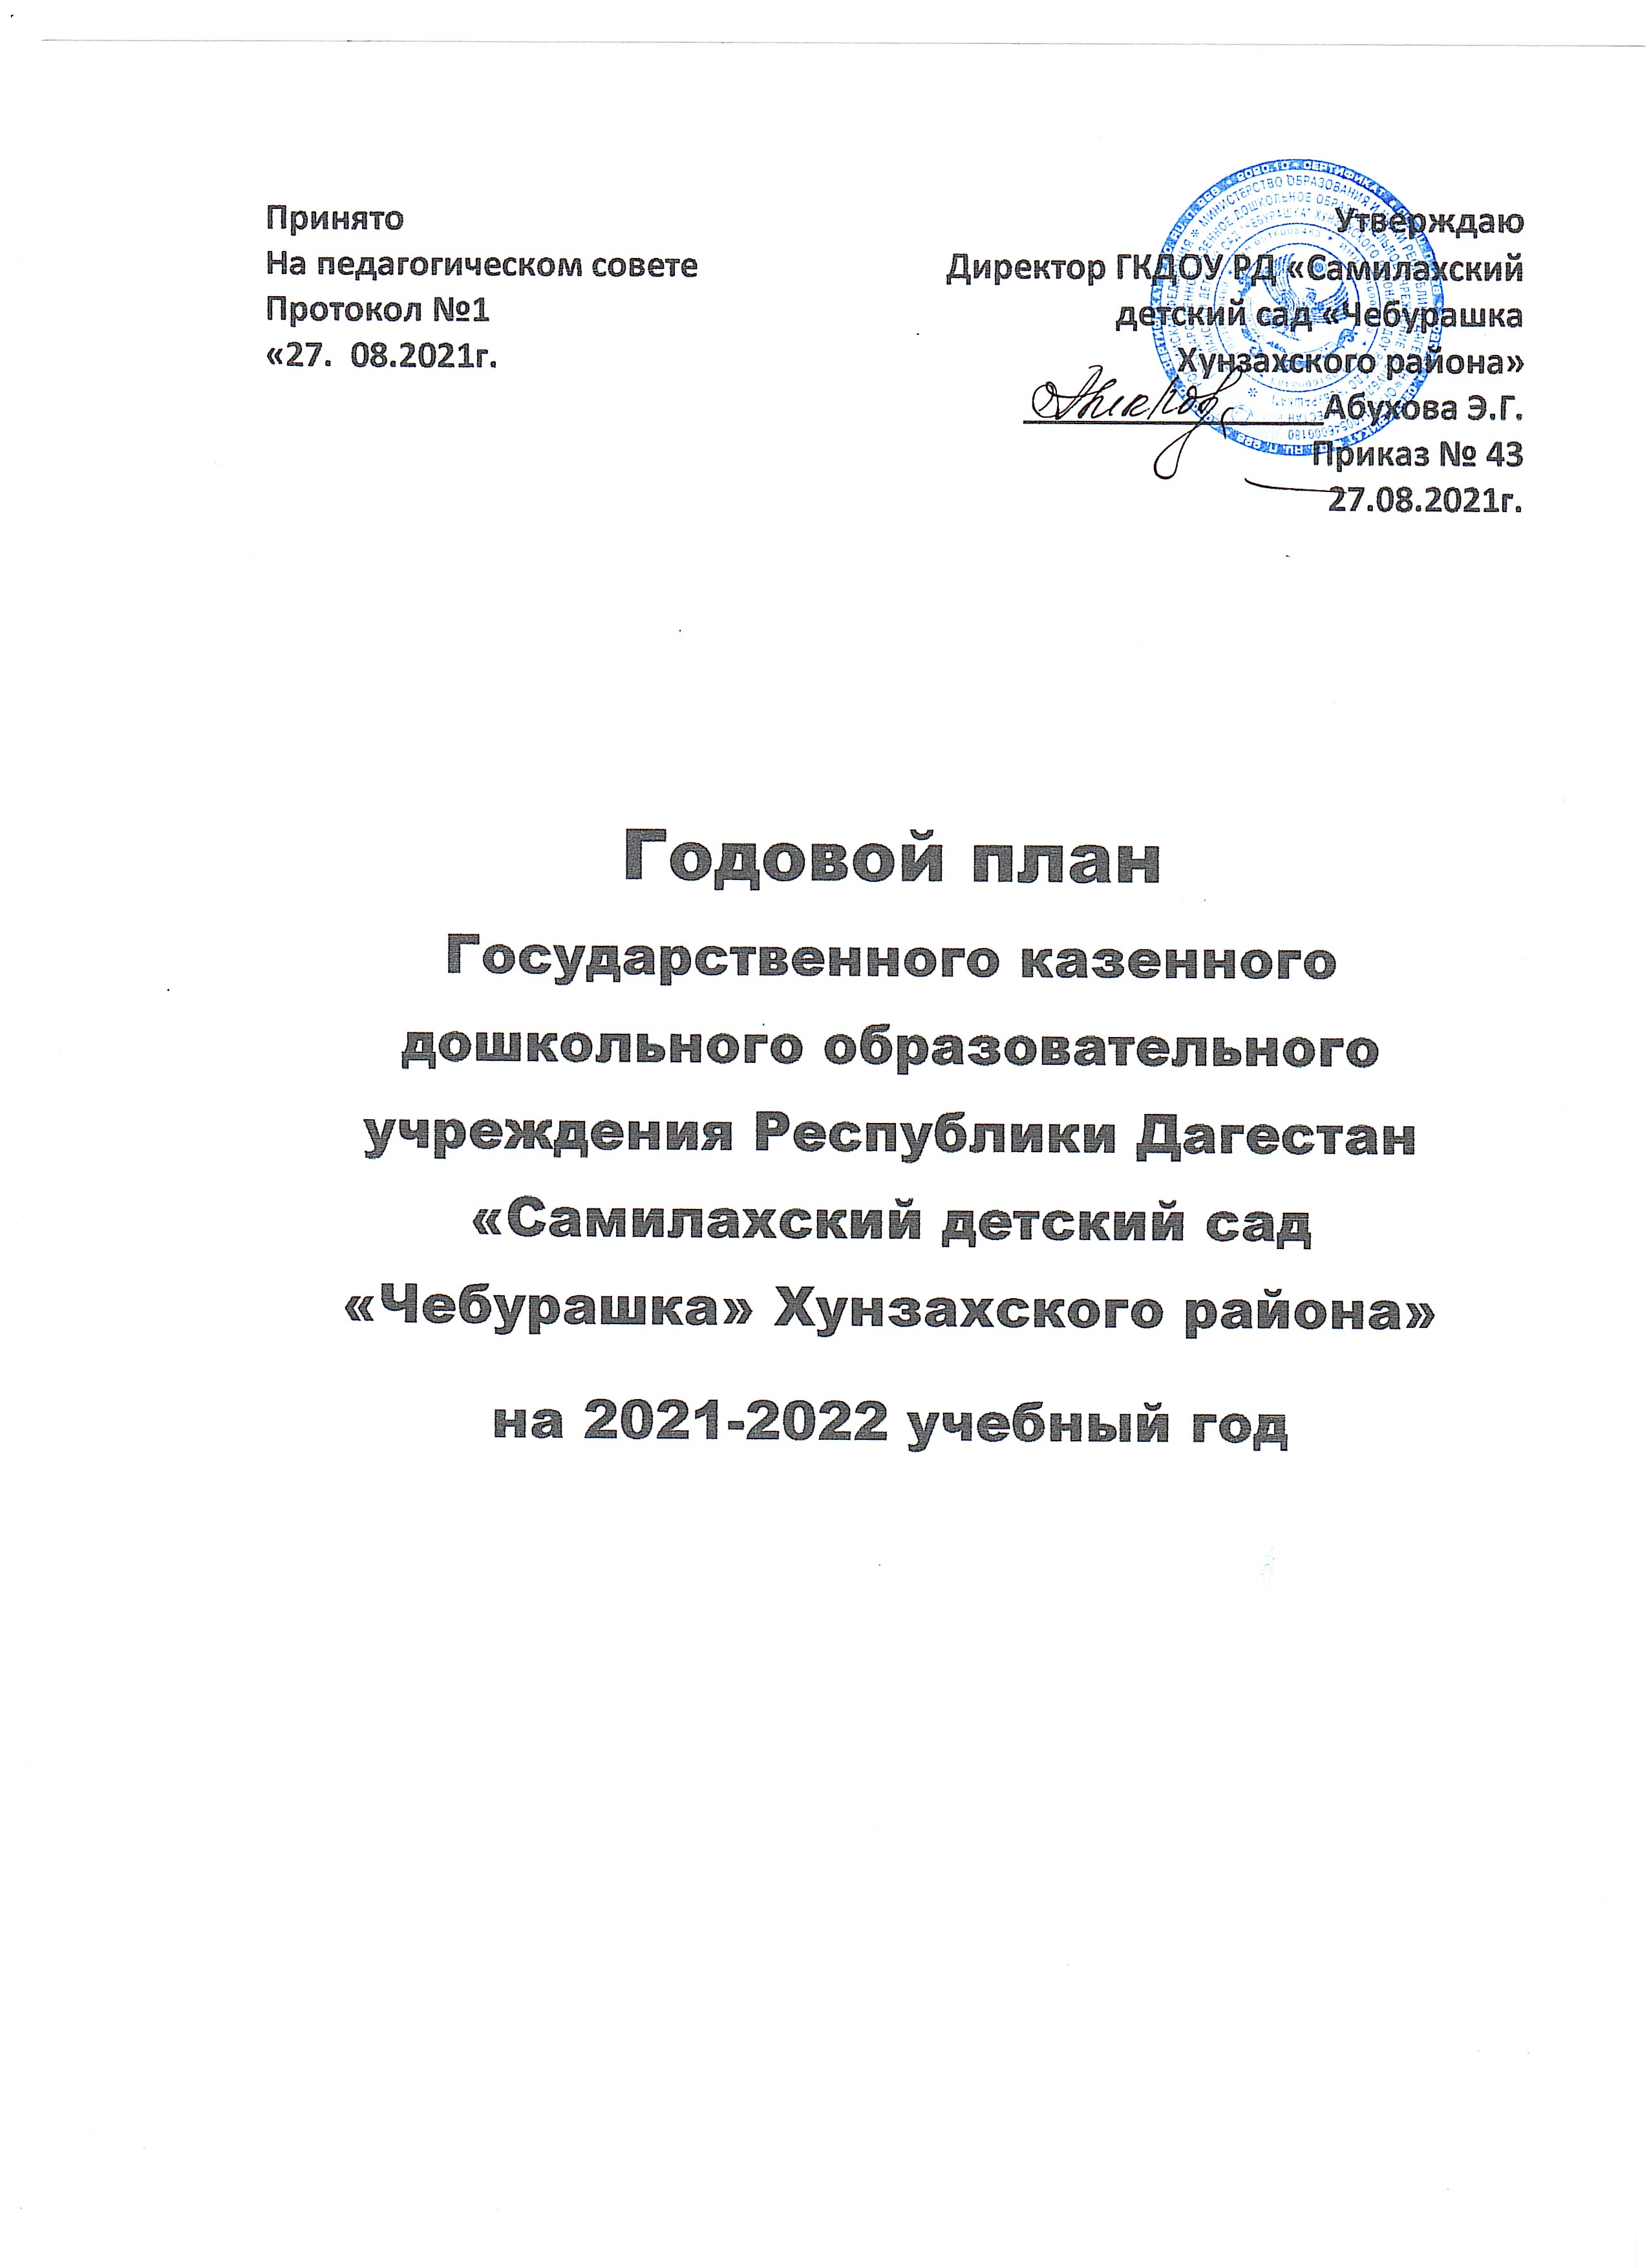 Принято
На педагогическом совете
Протокол №1
«27.  08.2021г.
Утверждаю
Директор ГКДОУ РД «Самилахский
детский сад «Чебурашка
Хунзахского района»
Абухова Э.Г.
Приказ № 43
27.08.2021г.
Годовой план
Государственного казенного
дошкольного образовательного
учреждения Республики Дагестан
«Самилахский детский сад
«Чебурашка» Хунзахского района»
на 2021-2022 учебный год